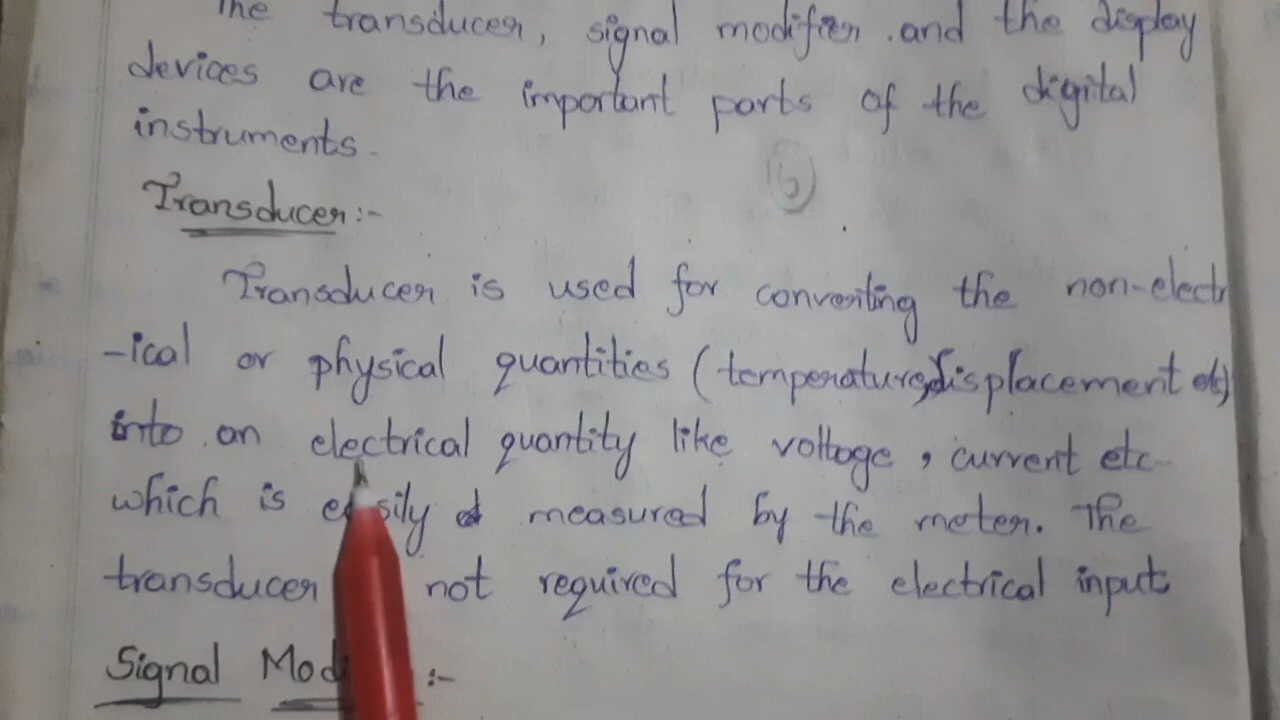 The transducer, signal modifier and the display
devices are the important parts of the digital
instruments.
Transducer:-
Transducer is used for converting the non-electr
-ical or physical quantities (temperature, displacement etc)
into an electrical quantity like voltage, current etc
which is easily measured by the meter. The
transducer not required for the electrical input
Signal :-